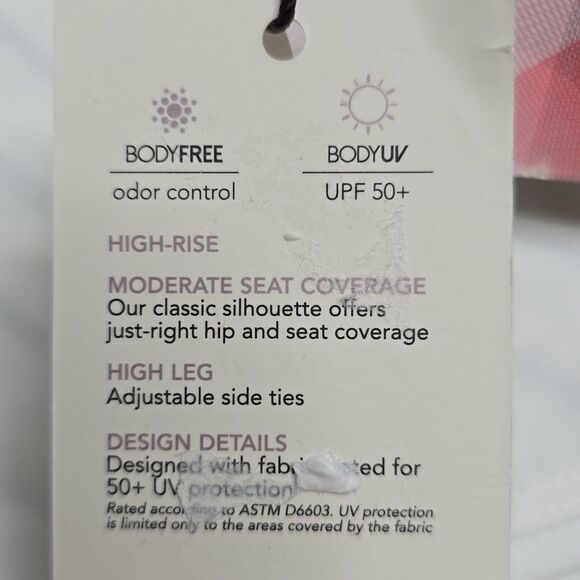 BODYFREE
odor control
BODYUV
UPF 50+
HIGH-RISE
MODERATE SEAT COVERAGE
Our classic silhouette offers
just-right hip and seat coverage
HIGH LEG
Adjustable side ties
DESIGN DETAILS
Designed with for
50+ UV protection
Rated according to ASTM D6603. UV protection
is limited only to the areas covered by the fabric